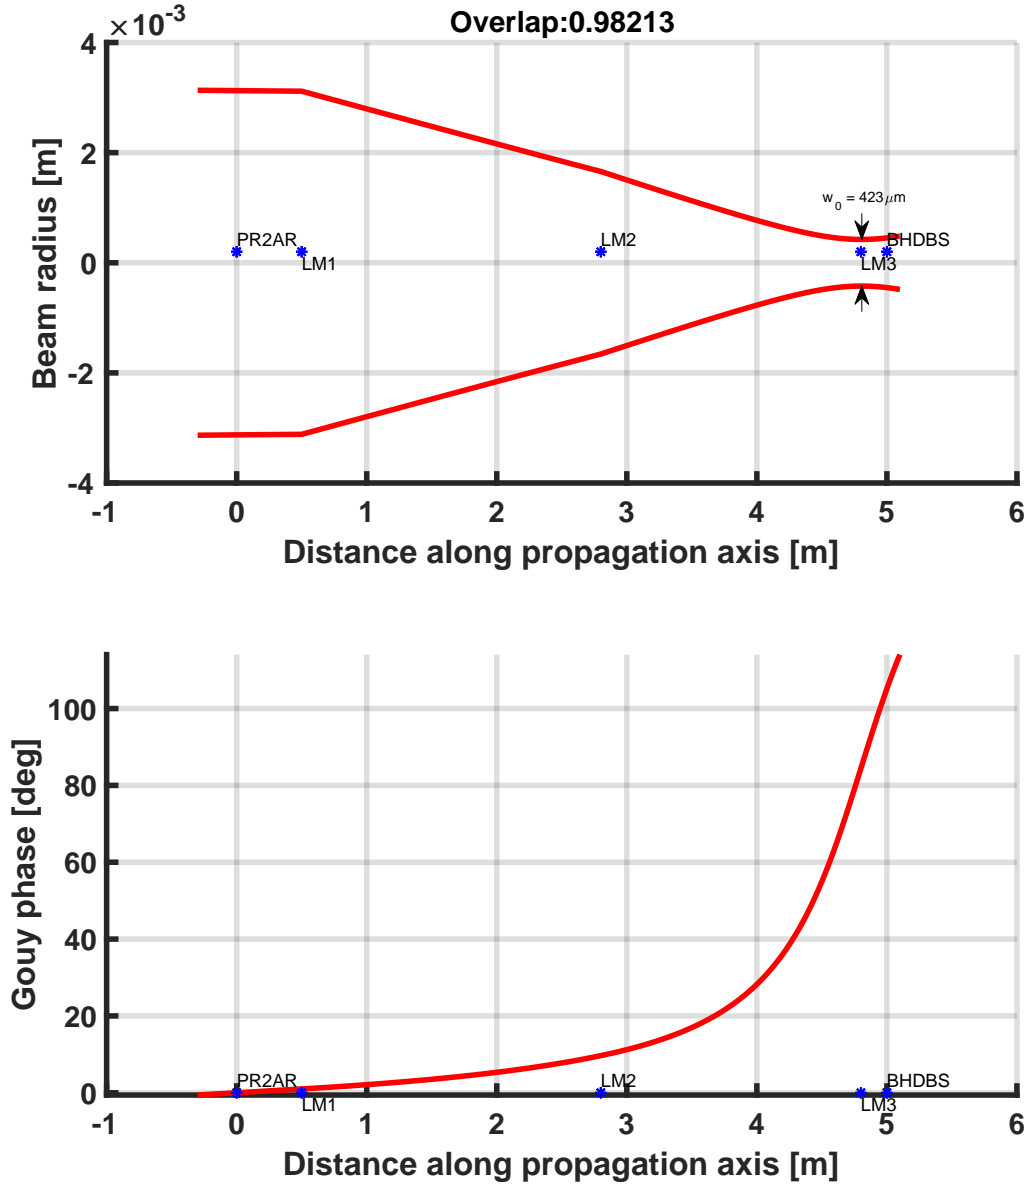 ×10-3
Overlap:0.98213
4
2
0
-2
-4
Beam radius [m]
w0 = 423μm
PR2AR
LM1
LM2
LM3
BHDBS
-1 0 1 2 3 4 5 6
Distance along propagation axis [m]
100
80
60
40
20
0
Gouy phase [deg]
PR2AR
LM1
LM2
LM3
BHDBS
-1 0 1 2 3 4 5 6
Distance along propagation axis [m]